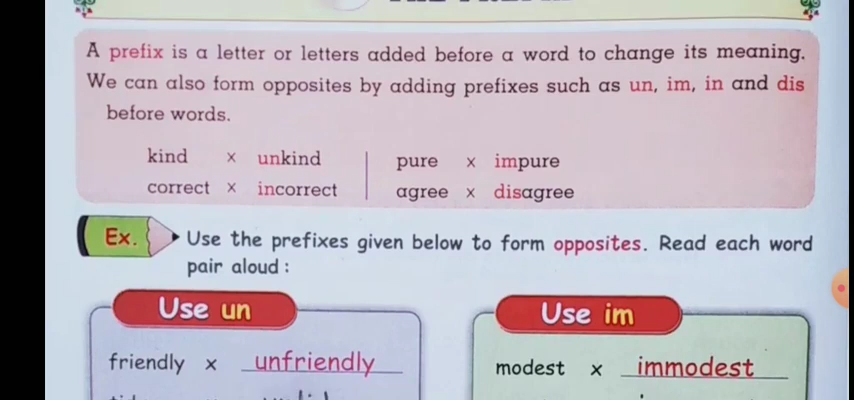 A prefix is a letter or letters added before a word to change its meaning.
We can also form opposites by adding prefixes such as un, im, in and dis
before words.
kind x unkind
correct x incorrect
pure x impure
agree x disagree
Ex. Use the prefixes given below to form opposites. Read each word
pair aloud :
Use un
friendly x unfriendly
Use im
modest x immodest